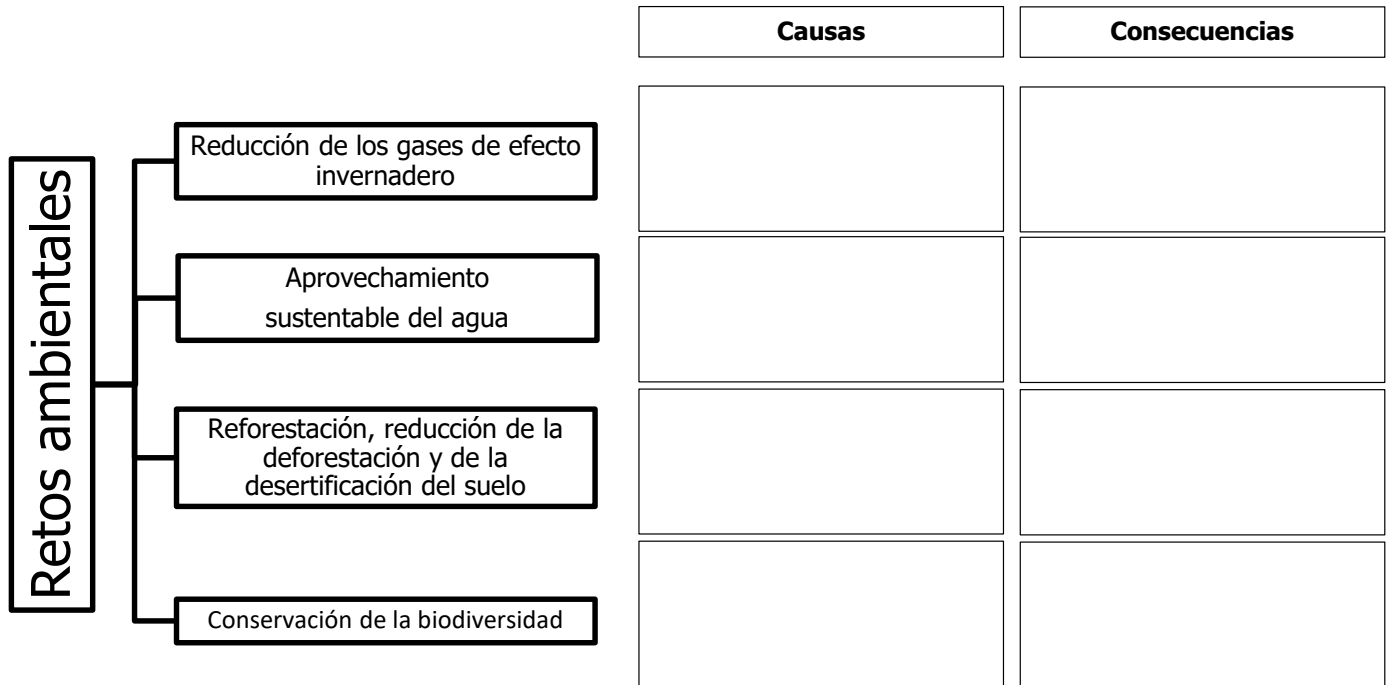 Causas
Consecuencias
Retos ambientales
Reducción de los gases de efecto
invernadero
Aprovechamiento
sustentable del agua
Reforestación, reducción de la
deforestación y de la
desertificación del suelo
Conservación de la biodiversidad